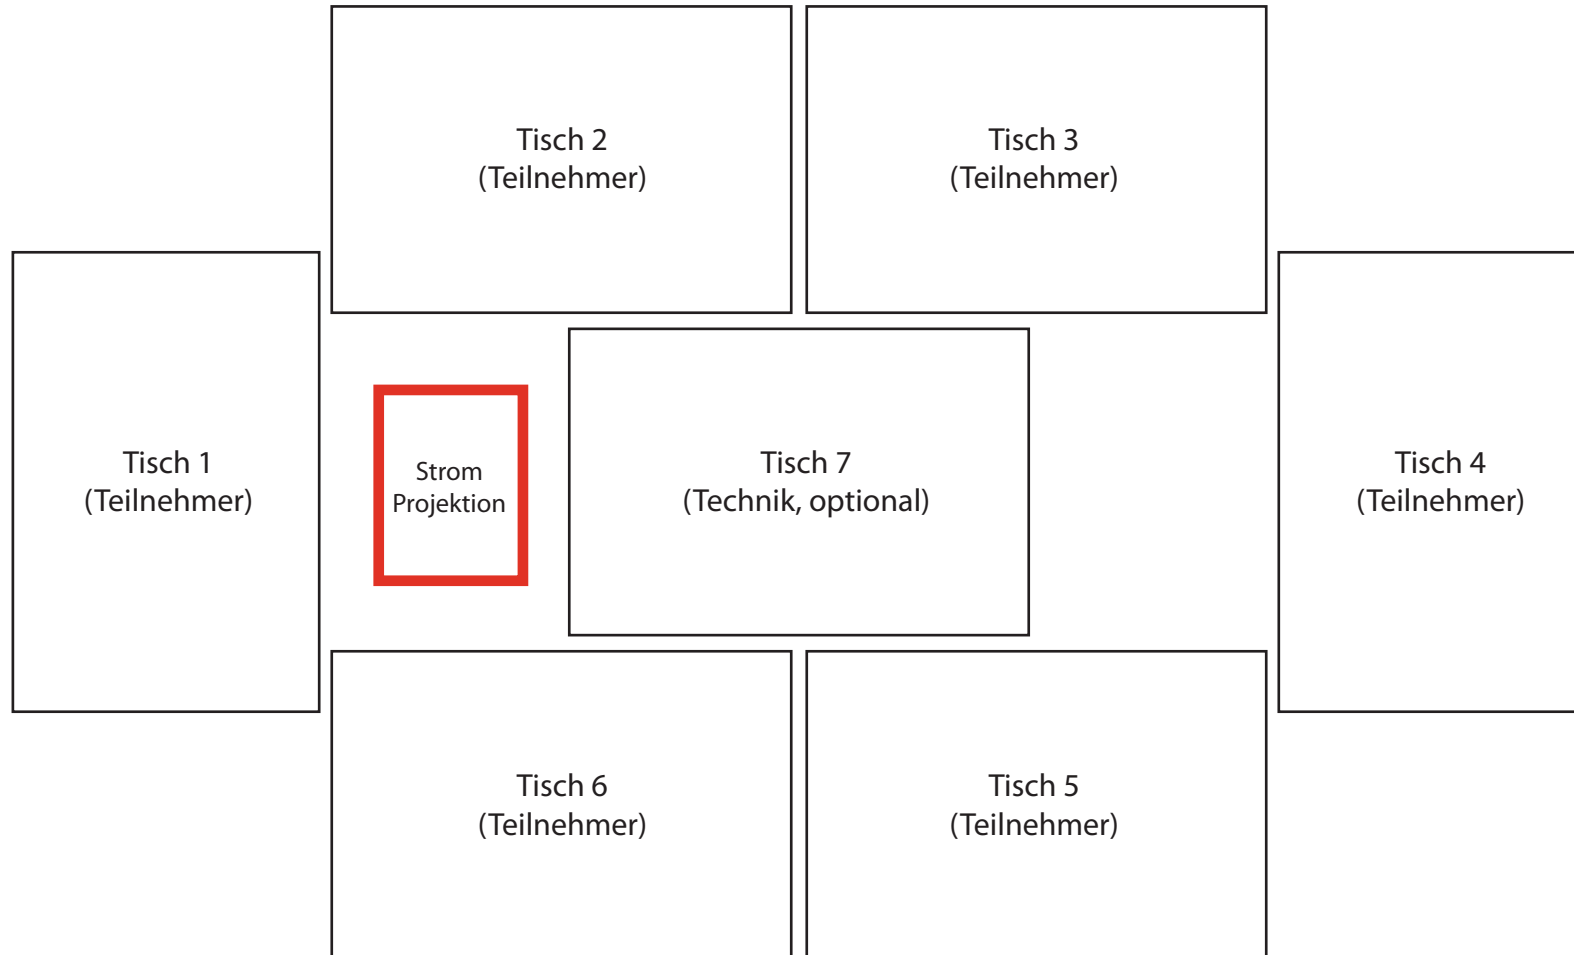 Tisch 2
(Teilnehmer)
Tisch 3
(Teilnehmer)
Tisch 1
(Teilnehmer)
Strom
Projektion
Tisch 7
(Technik, optional)
Tisch 4
(Teilnehmer)
Tisch 6
(Teilnehmer)
Tisch 5
(Teilnehmer)